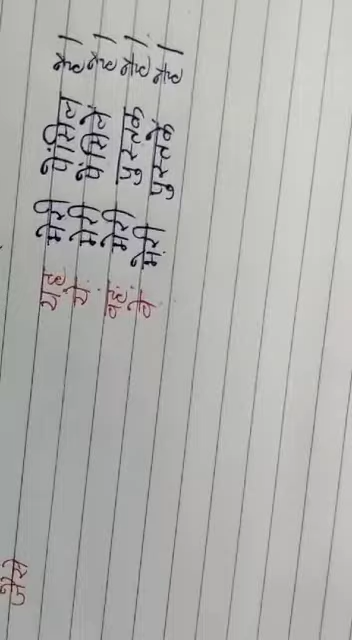 जैसे
यह मेरी पेंसिल है।
ये मेरी पेंसिलें हैं।
वह मेरी पुस्तक है।
वे मेरी पुस्तकें हैं।